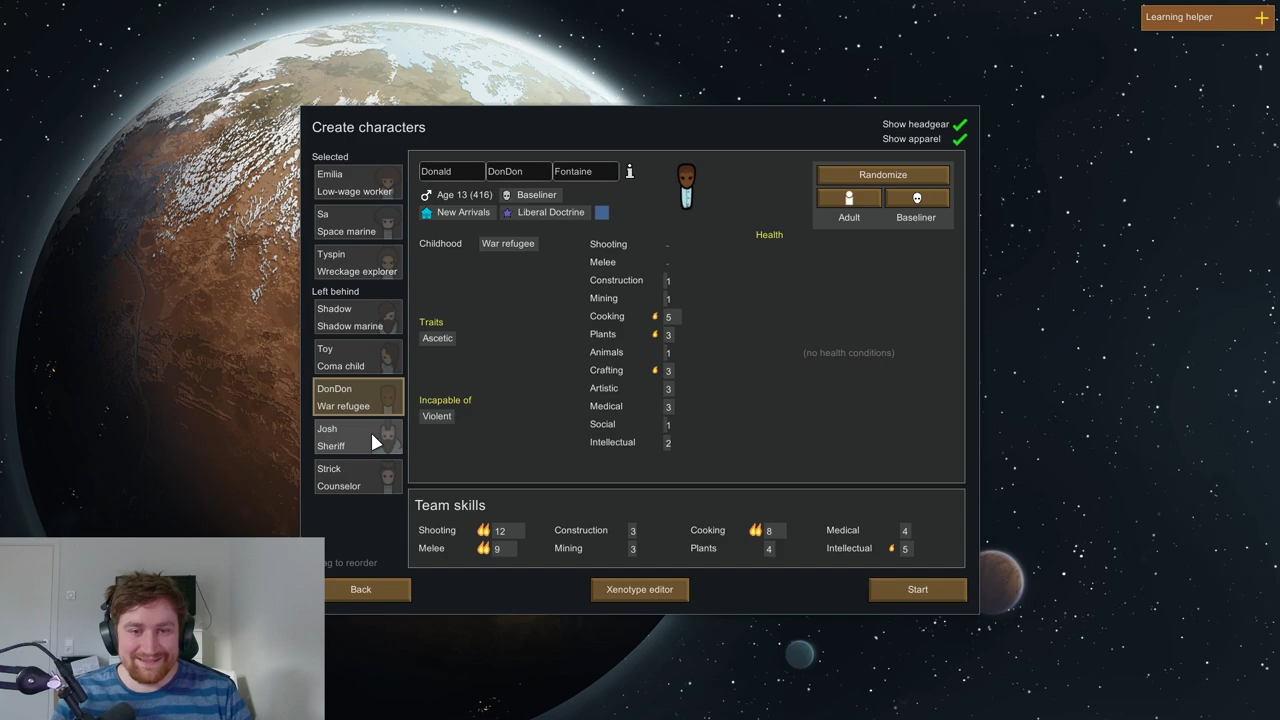 Learning helper
Create characters
Show headgear
Show apparel
Selected
Emilia
Low-wage worker
Sa
Space marine
Tyspin
Wreckage explorer
Left behind
Shadow
Shadow marine
Toy
Coma child
DonDon
War refugee
Josh
Sheriff
Strick
Counselor
ag to reorder
Donald DonDon Fontaine
Age 13 (416) Baseliner
New Arrivals Liberal Doctrine
Childhood War refugee
Traits
Ascetic
Incapable of
Violent
Shooting -
Melee -
Construction 1
Mining 1
Cooking 5
Plants 3
Animals 1
Crafting 3
Artistic 3
Medical 3
Social 1
Intellectual 2
Randomize
Adult Baseliner
Health
(no health conditions)
Team skills
Shooting 12 Construction 3 Cooking 8 Medical 4
Melee 9 Mining 3 Plants 4 Intellectual 5
Back Xenotype editor Start